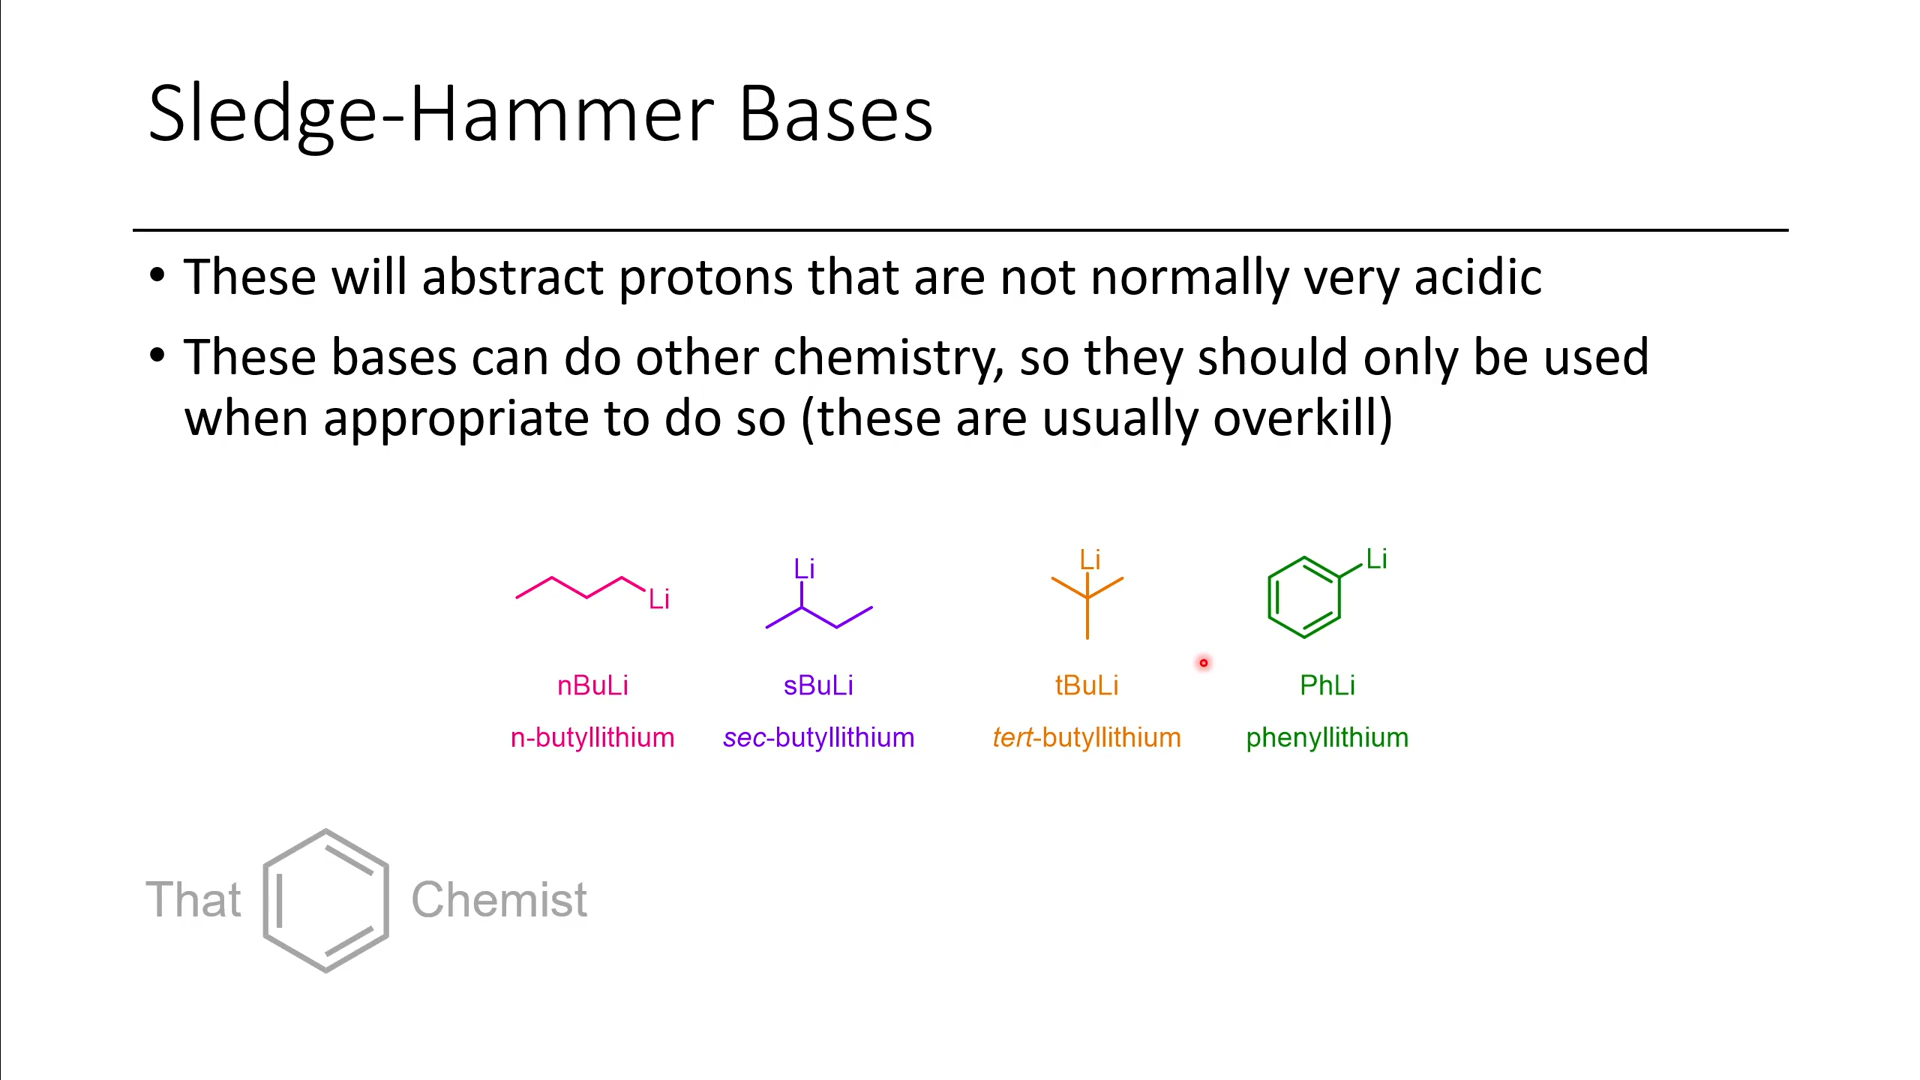 Sledge-Hammer Bases
• These will abstract protons that are not normally very acidic
• These bases can do other chemistry, so they should only be used
when appropriate to do so (these are usually overkill)
Li Li Li Li
nBuLi sBuLi tBuLi PhLi
n-butyllithium sec-butyllithium tert-butyllithium phenyllithium
That Chemist